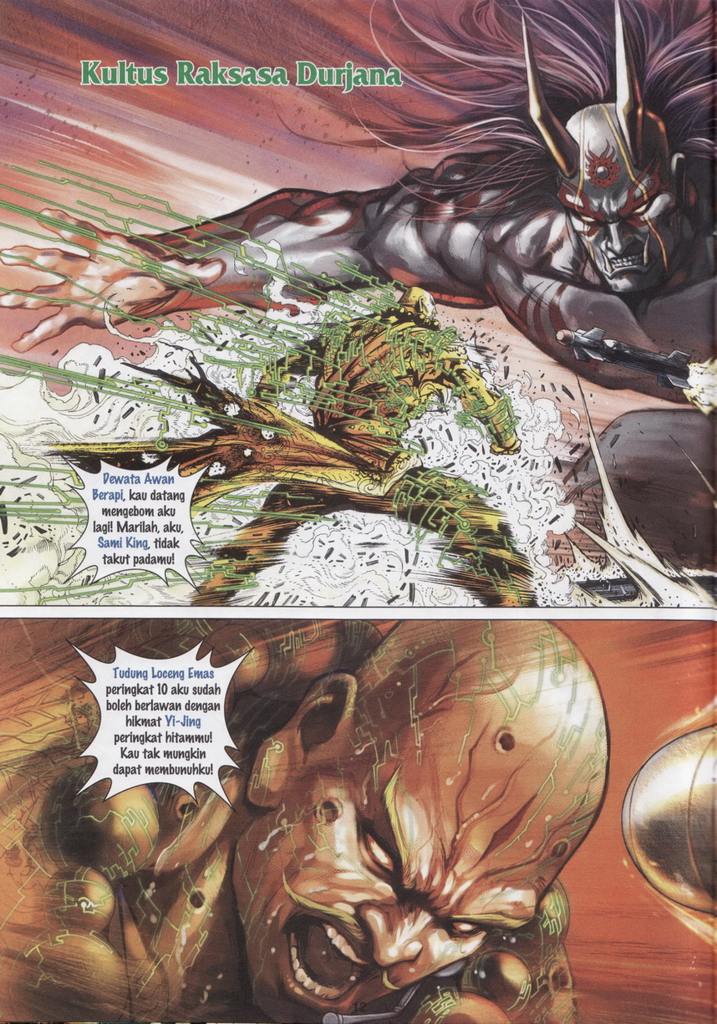 Kultus Raksasa Durjana
Dewata Awan
Berapi, kau datang
mengebom aku
lagi! Marilah, aku,
Sami King, tidak
takut padamu!
Tudung Loceng Emas
peringkat 10 aku sudah
boleh berlawan dengan
hikmat Yi-Jing
peringkat hitammu!
Kau tak mungkin
dapat membunuhku!